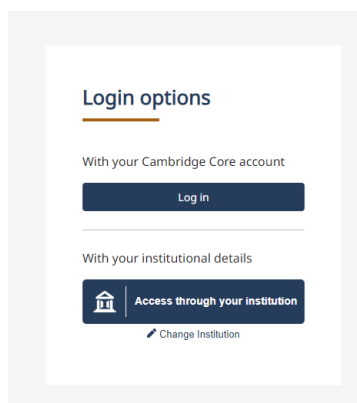 Login options
With your Cambridge Core account
Log in
With your institutional details
Access through your institution
Change Institution